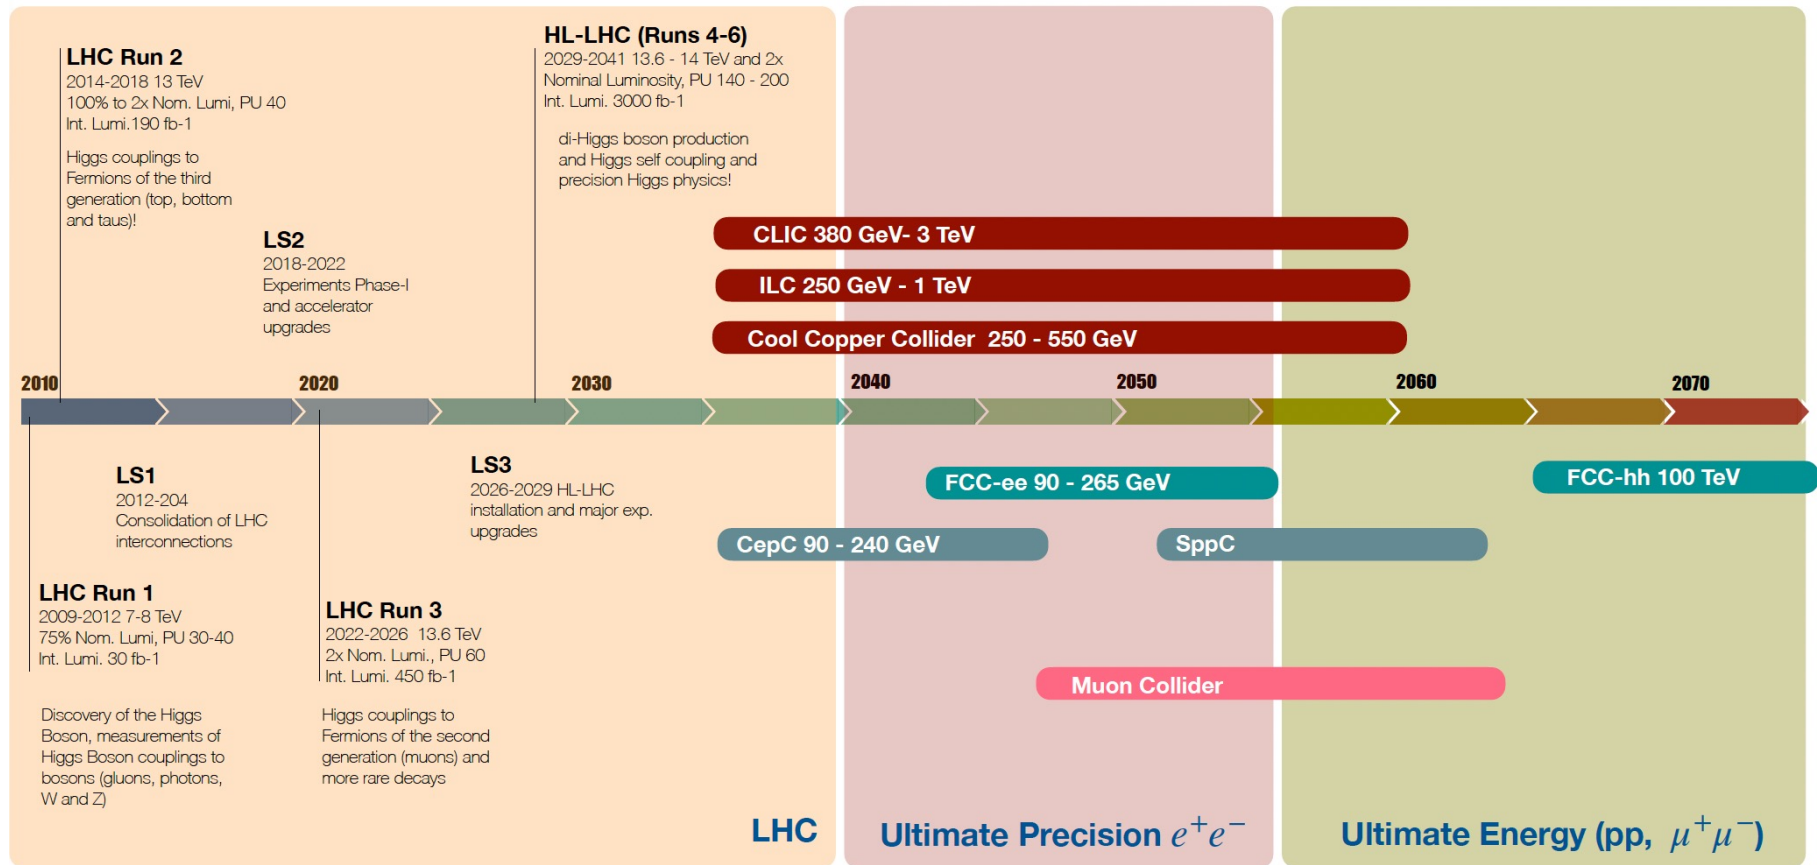 LHC Run 2
2014-2018 13 TeV
100% to 2x Nom. Lumi, PU 40
Int. Lumi.190 fb-1
Higgs couplings to
Fermions of the third
generation (top, bottom
and taus)!
LS2
2018-2022
Experiments Phase-I
and accelerator
upgrades
HL-LHC (Runs 4-6)
2029-2041 13.6 - 14 TeV and 2x
Nominal Luminosity, PU 140 - 200
Int. Lumi. 3000 fb-1
di-Higgs boson production
and Higgs self coupling and
precision Higgs physics!
CLIC 380 GeV- 3 TeV
ILC 250 GeV - 1 TeV
Cool Copper Collider 250 - 550 GeV
2010 2020 2030 2040 2050 2060 2070
LS1
2012-204
Consolidation of LHC
interconnections
LS3
2026-2029 HL-LHC
installation and major exp.
upgrades
FCC-ee 90 - 265 GeV
FCC-hh 100 TeV
CepC 90 - 240 GeV
SppC
LHC Run 1
2009-2012 7-8 TeV
75% Nom. Lumi, PU 30-40
Int. Lumi. 30 fb-1
Discovery of the Higgs
Boson, measurements of
Higgs Boson couplings to
bosons (gluons, photons,
W and Z)
LHC Run 3
2022-2026 13.6 TeV
2x Nom. Lumi., PU 60
Int. Lumi. 450 fb-1
Higgs couplings to
Fermions of the second
generation (muons) and
more rare decays
Muon Collider
LHC
Ultimate Precision e⁺e⁻
Ultimate Energy (pp, μ⁺μ⁻)